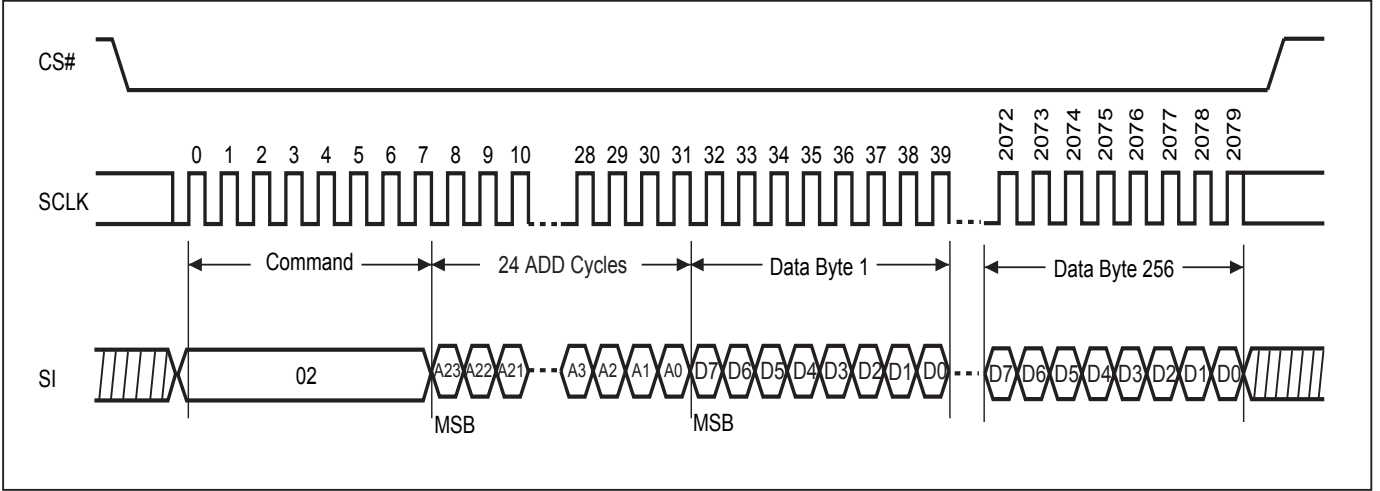 CS#
2072 2073 2074 2075 2076 2077 2078 2079
0 1 2 3 4 5 6 7 8 9 10 28 29 30 31 32 33 34 35 36 37 38 39
SCLK
Command 24 ADD Cycles Data Byte 1 Data Byte 256
SI 02 A23 A22 A21 A3 A2 A1 A0 D7 D6 D5 D4 D3 D2 D1 D0 D7 D6 D5 D4 D3 D2 D1 D0
MSB MSB